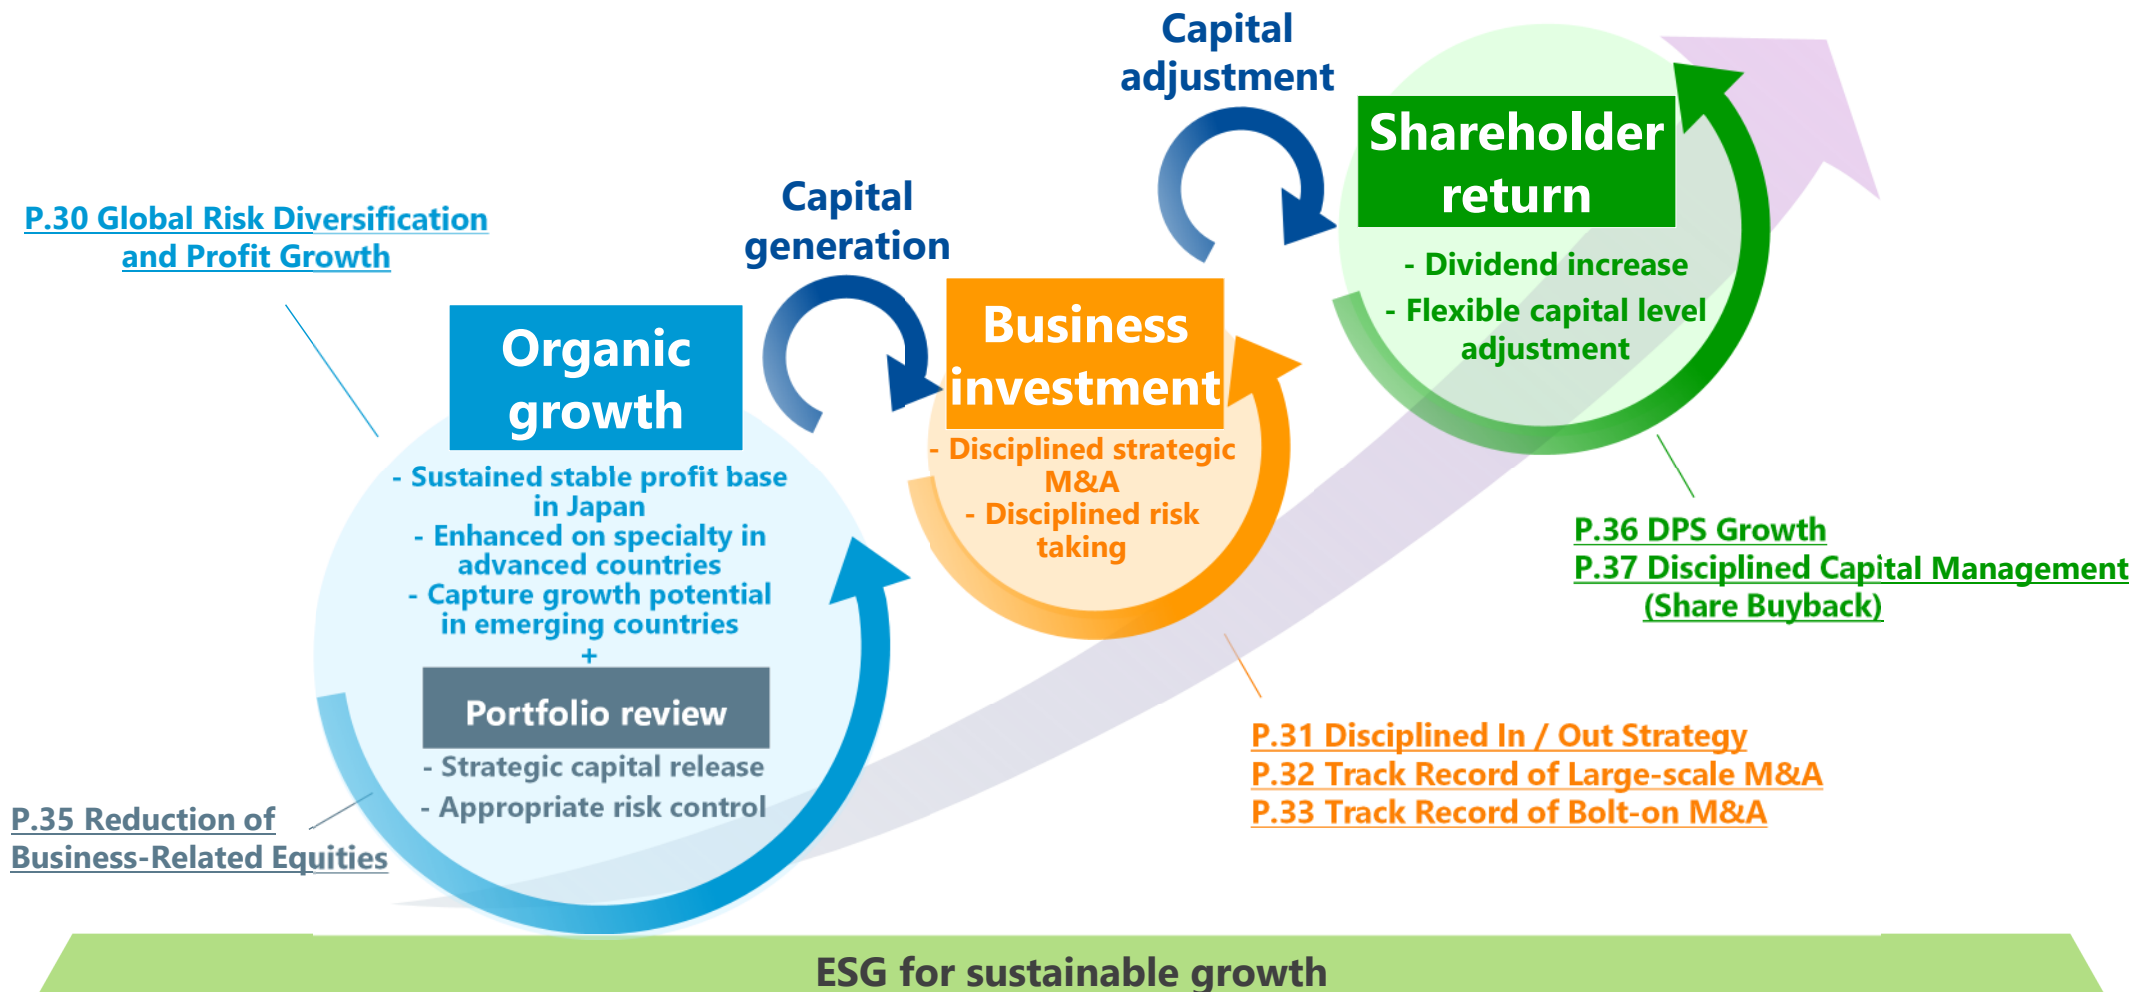 P.30 Global Risk Diversification
and Profit Growth
Organic
growth
- Sustained stable profit base
in Japan
- Enhanced on specialty in
advanced countries
- Capture growth potential
in emerging countries
+
Portfolio review
- Strategic capital release
- Appropriate risk control
P.35 Reduction of
Business-Related Equities
Capital
generation
Business
investment
- Disciplined strategic
M&A
- Disciplined risk
taking
P.31 Disciplined In / Out Strategy
P.32 Track Record of Large-scale M&A
P.33 Track Record of Bolt-on M&A
Capital
adjustment
Shareholder
return
- Dividend increase
- Flexible capital level
adjustment
P.36 DPS Growth
P.37 Disciplined Capital Management
(Share Buyback)
ESG for sustainable growth